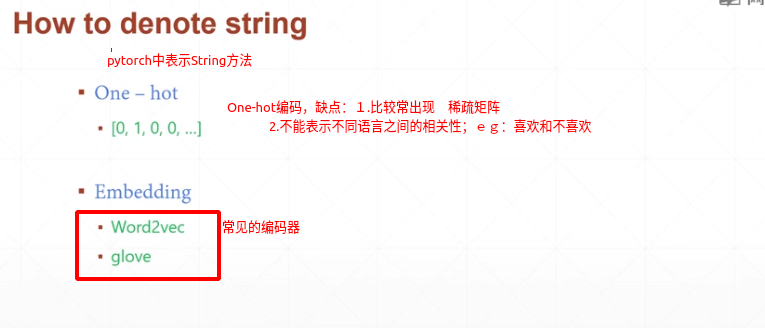 How to denote string
pytorch中表示String方法
One – hot
One-hot编码，缺点：１.比较常出现　稀疏矩阵
[0, 1, 0, 0, …]
2.不能表示不同语言之间的相关性；ｅｇ：喜欢和不喜欢
Embedding
Word2vec
常见的编码器
glove